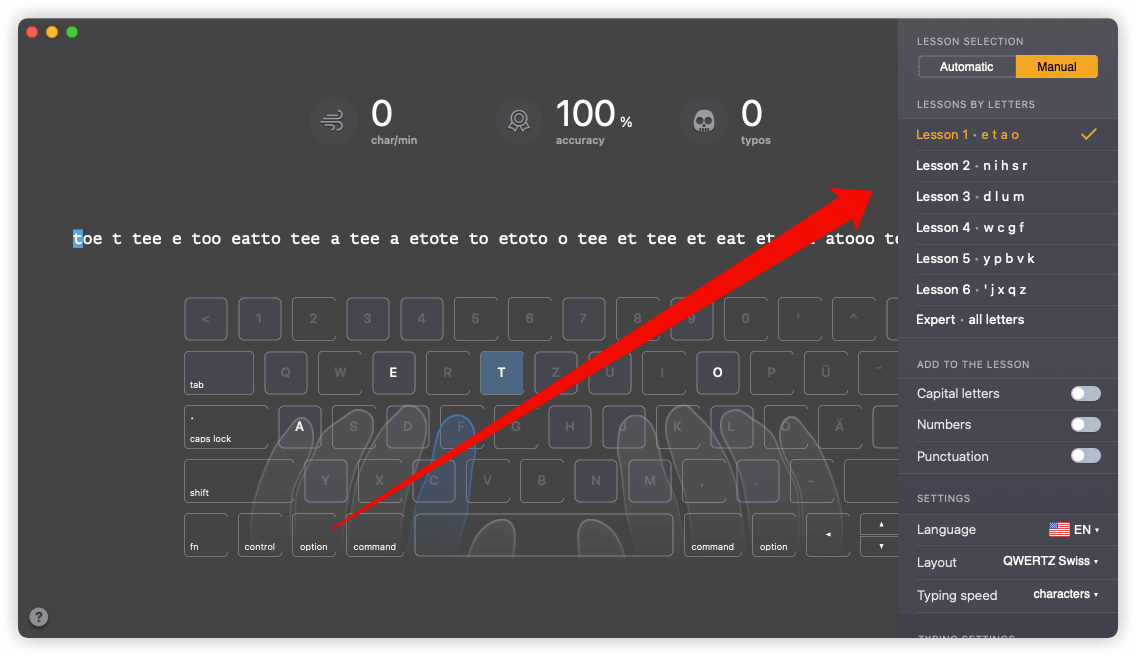 0
char/min
100 %
accuracy
0
typos
toe t tee e too eatto tee a tee a etote to etoto o tee et tee et eat et atooo te
< 1 2 3 4 5 6 7 8 9 0 ' ^
tab Q W E R T Z U I O P Ü ¨
caps lock A S D F G H J K L Ö Ä
shift Y X C V B N M , . -
fn control option command command option ◂ ▴ ▾
?
LESSON SELECTION
Automatic Manual
LESSONS BY LETTERS
Lesson 1 • e t a o
Lesson 2 • n i h s r
Lesson 3 • d l u m
Lesson 4 • w c g f
Lesson 5 • y p b v k
Lesson 6 • ' j x q z
Expert • all letters
ADD TO THE LESSON
Capital letters
Numbers
Punctuation
SETTINGS
Language EN
Layout QWERTZ Swiss
Typing speed characters
TYPING SETTINGS